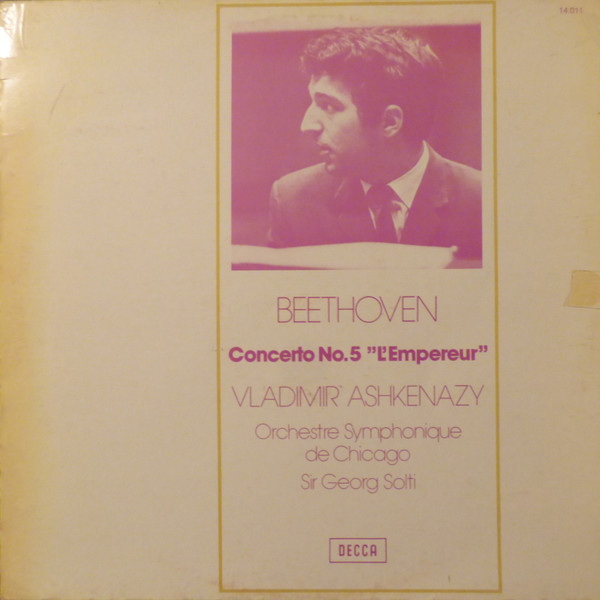 14.011
BEETHOVEN
Concerto No.5 "L'Empereur"
VLADIMIR ASHKENAZY
Orchestre Symphonique
de Chicago
Sir Georg Solti
DECCA